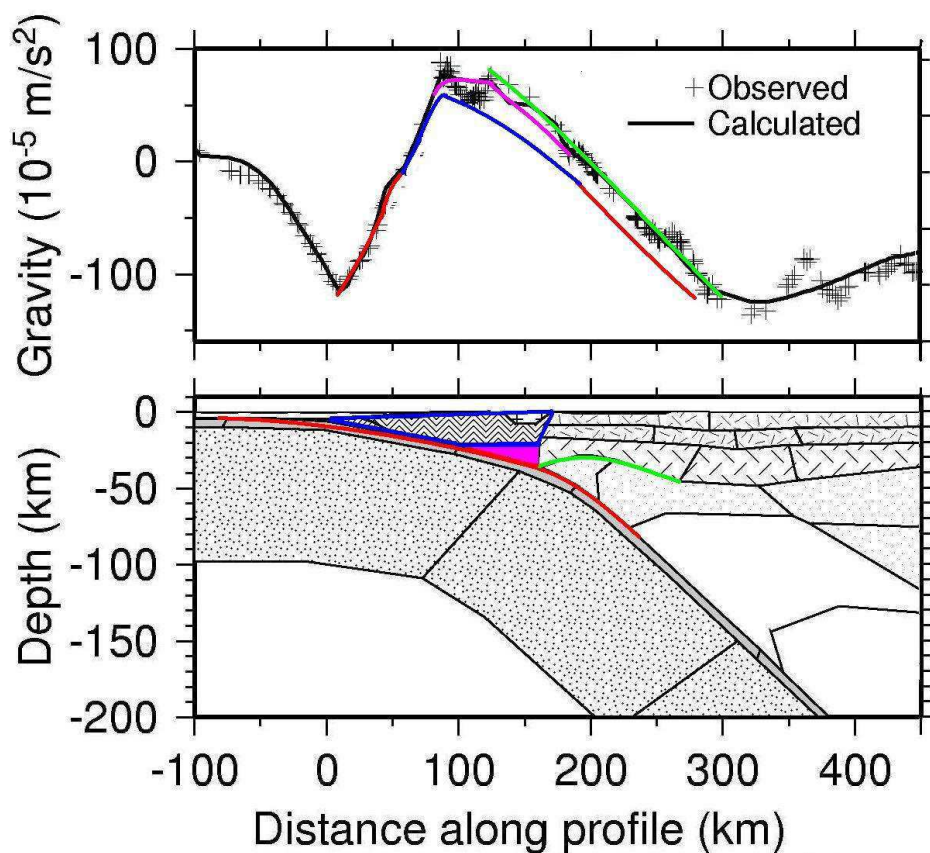 100
0
-100
Gravity (10⁻⁵ m/s²)
Observed
Calculated
0
-50
-100
-150
-200
Depth (km)
-100 0 100 200 300 400
Distance along profile (km)